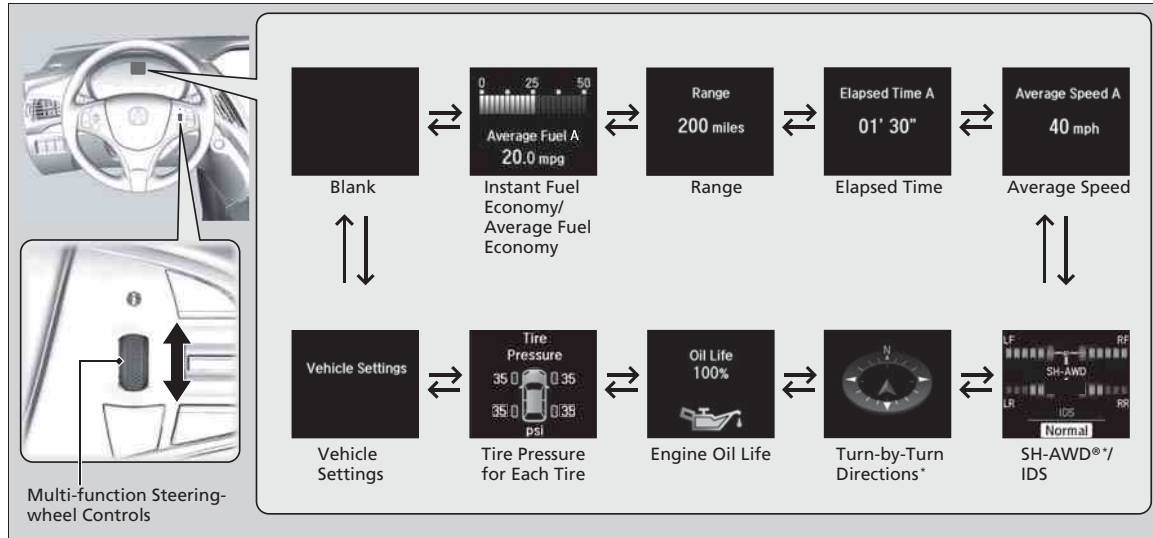 0 25 50
Average Fuel A
20.0 mpg
Range
200 miles
Elapsed Time A
01' 30"
Average Speed A
40 mph
Blank
Instant Fuel
Economy/
Average Fuel
Economy
Range
Elapsed Time
Average Speed
Vehicle Settings
Tire
Pressure
35 35
35 35
psi
Oil Life
100%
N
LF RF
SH-AWD
LR RR
IDS
Normal
Vehicle
Settings
Tire Pressure
for Each Tire
Engine Oil Life
Turn-by-Turn
Directions*
SH-AWD®*/
IDS
i
Multi-function Steering-
wheel Controls